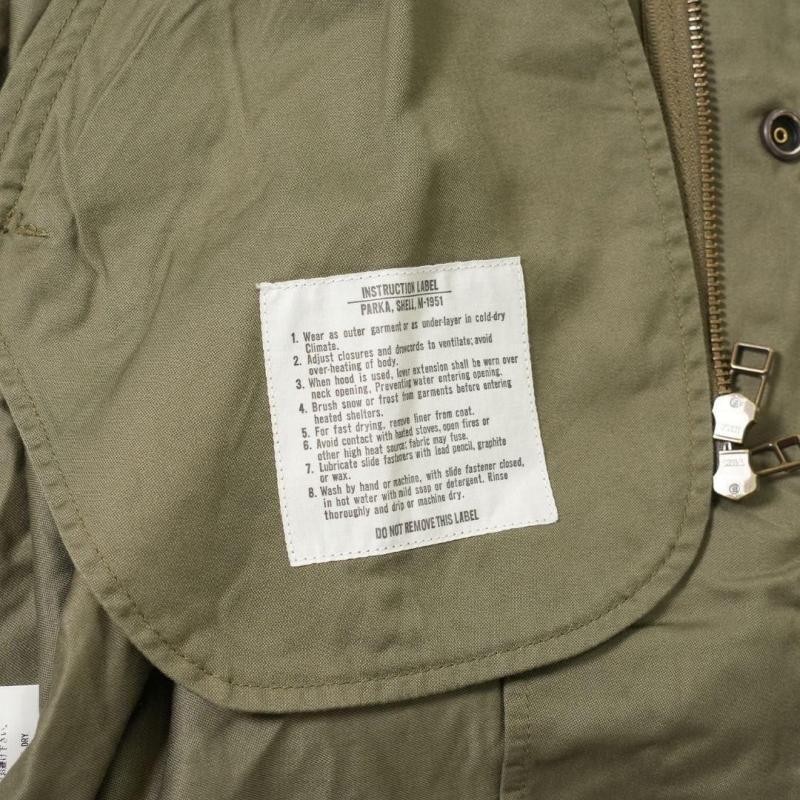 INSTRUCTION LABEL
PARKA, SHELL, M-1951
1. Wear as outer garment or as under-layer in cold-dry
Climate.
2. Adjust closures and drawcords to ventilate; avoid
over-heating of body.
3. When hood is used, lower extension shall be worn over
neck opening. Preventing water entering opening.
4. Brush snow or frost from garments before entering
heated shelters.
5. For fast drying, remove liner from coat.
6. Avoid contact with heated stoves, open fires or
other high heat source; fabric may fuse.
7. Lubricate slide fasteners with lead pencil, graphite
or wax.
8. Wash by hand or machine, with slide fastener closed,
in hot water with mild soap or detergent. Rinse
thoroughly and drip or machine dry.
DO NOT REMOVE THIS LABEL
DRY